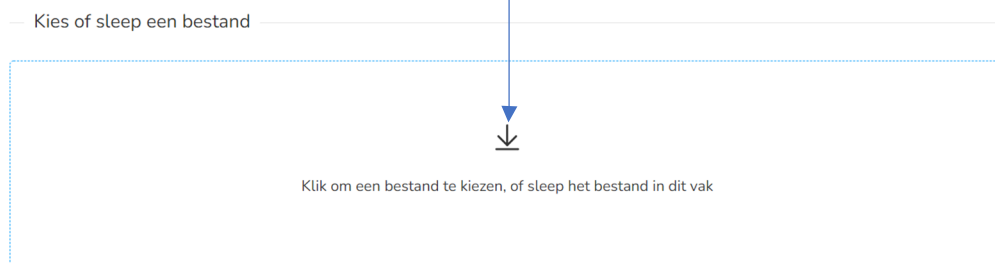 Kies of sleep een bestand
Klik om een bestand te kiezen, of sleep het bestand in dit vak